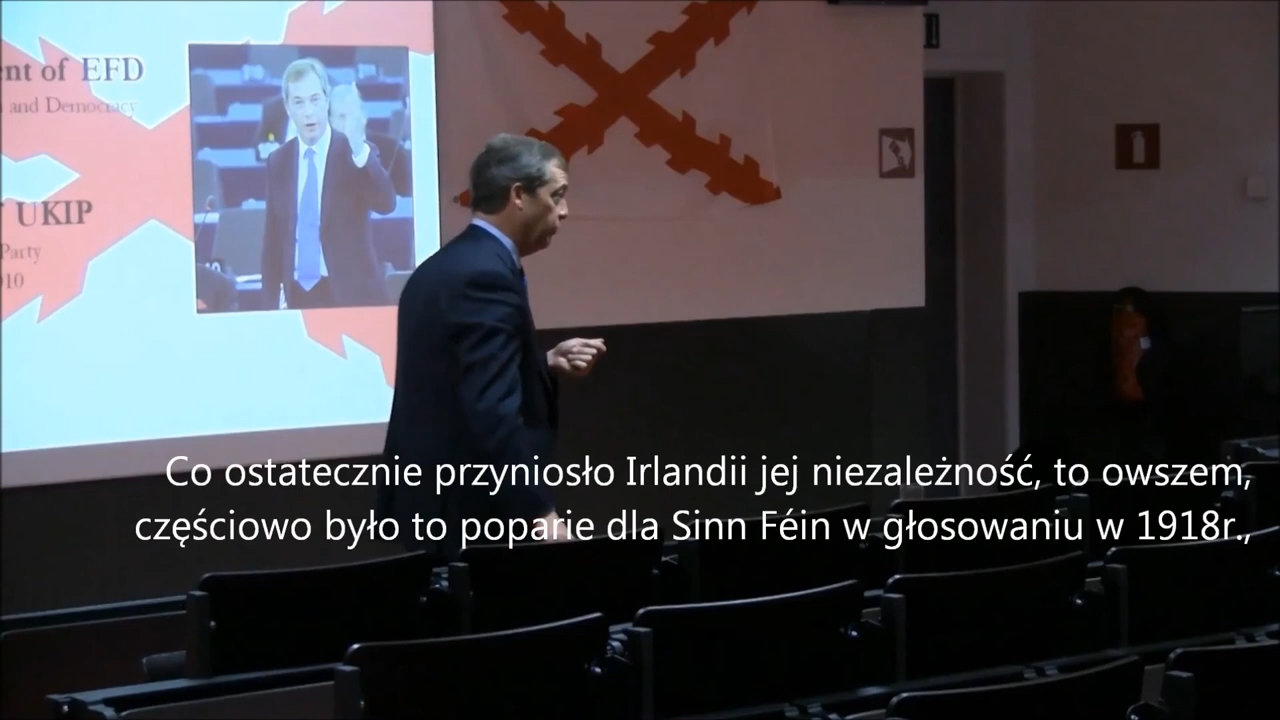 ent of EFD
and Democracy
UKIP
Party
10
Co ostatecznie przyniosło Irlandii jej niezależność, to owszem,
częściowo było to poparie dla Sinn Féin w głosowaniu w 1918r.,